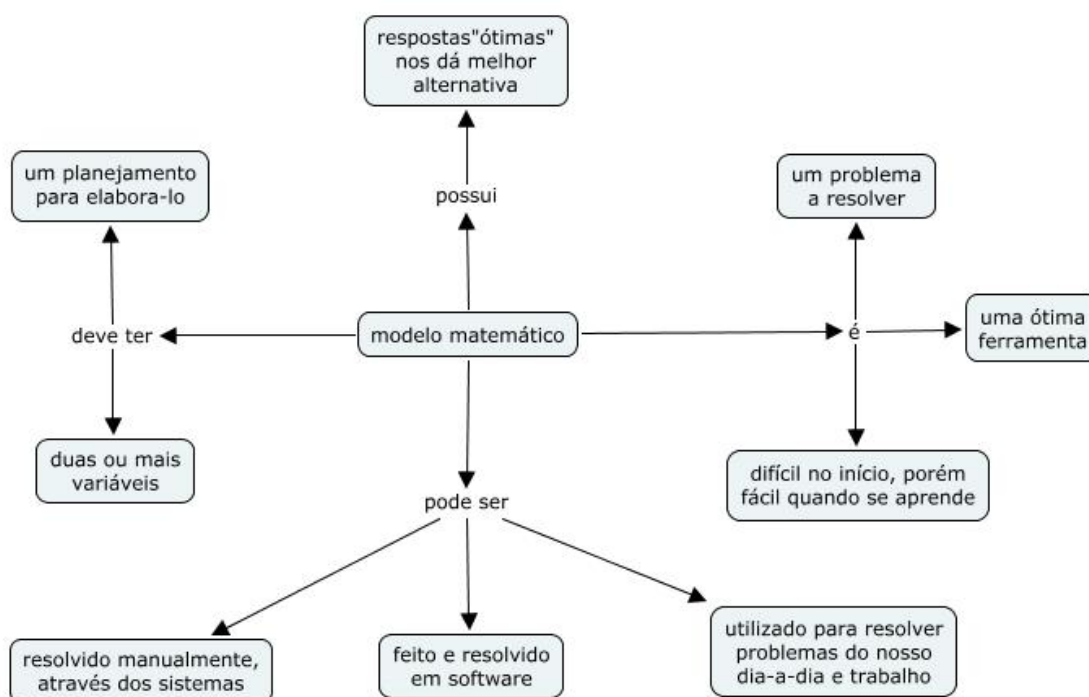 respostas"ótimas"
nos dá melhor
alternativa
um planejamento
para elabora-lo
possui
um problema
a resolver
deve ter
modelo matemático
é
uma ótima
ferramenta
duas ou mais
variáveis
difícil no início, porém
fácil quando se aprende
pode ser
resolvido manualmente,
através dos sistemas
feito e resolvido
em software
utilizado para resolver
problemas do nosso
dia-a-dia e trabalho